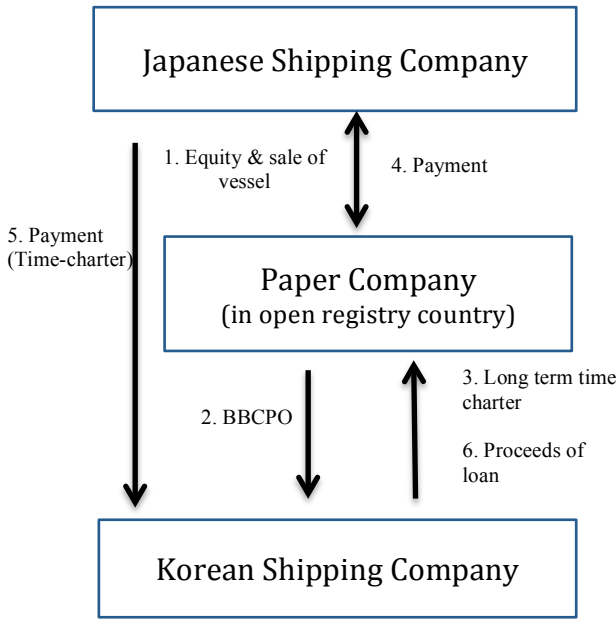 Japanese Shipping Company
1. Equity & sale of
vessel
4. Payment
5. Payment
(Time-charter)
Paper Company
(in open registry country)
2. BBCPO
3. Long term time
charter
6. Proceeds of
loan
Korean Shipping Company